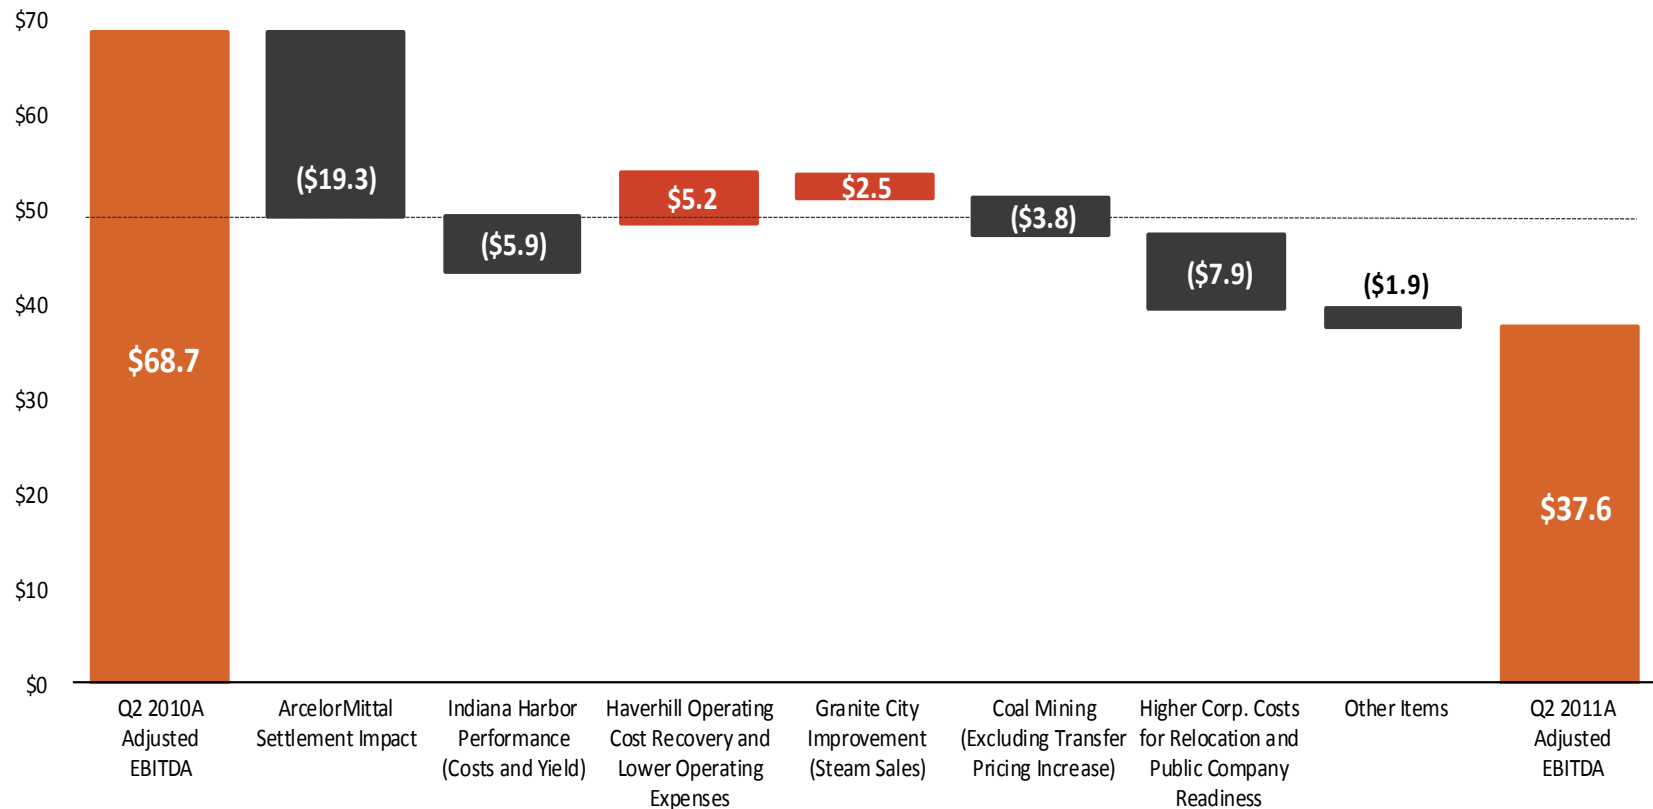 $70
$60
$50
$40
$30
$20
$10
$0
$68.7
($19.3)
($5.9)
$5.2
$2.5
($3.8)
($7.9)
($1.9)
$37.6
Q2 2010A
Adjusted
EBITDA
ArcelorMittal
Settlement Impact
Indiana Harbor
Performance
(Costs and Yield)
Haverhill Operating
Cost Recovery and
Lower Operating
Expenses
Granite City
Improvement
(Steam Sales)
Coal Mining
(Excluding Transfer
Pricing Increase)
Higher Corp. Costs
for Relocation and
Public Company
Readiness
Other Items
Q2 2011A
Adjusted
EBITDA